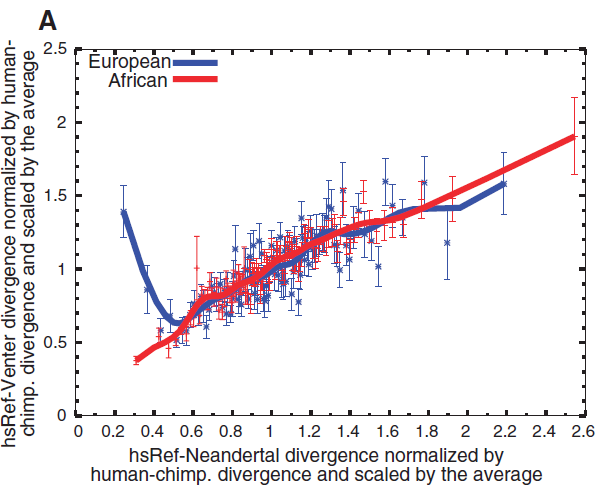 A
hsRef-Venter divergence normalized by human-
chimp. divergence scaled by the average
European
African
2.5
2
1.5
1
0.5
0
0 0.2 0.4 0.6 0.8 1 1.2 1.4 1.6 1.8 2 2.2 2.4 2.6
hsRef-Neandertal divergence normalized by
human-chimp. divergence and scaled by the average